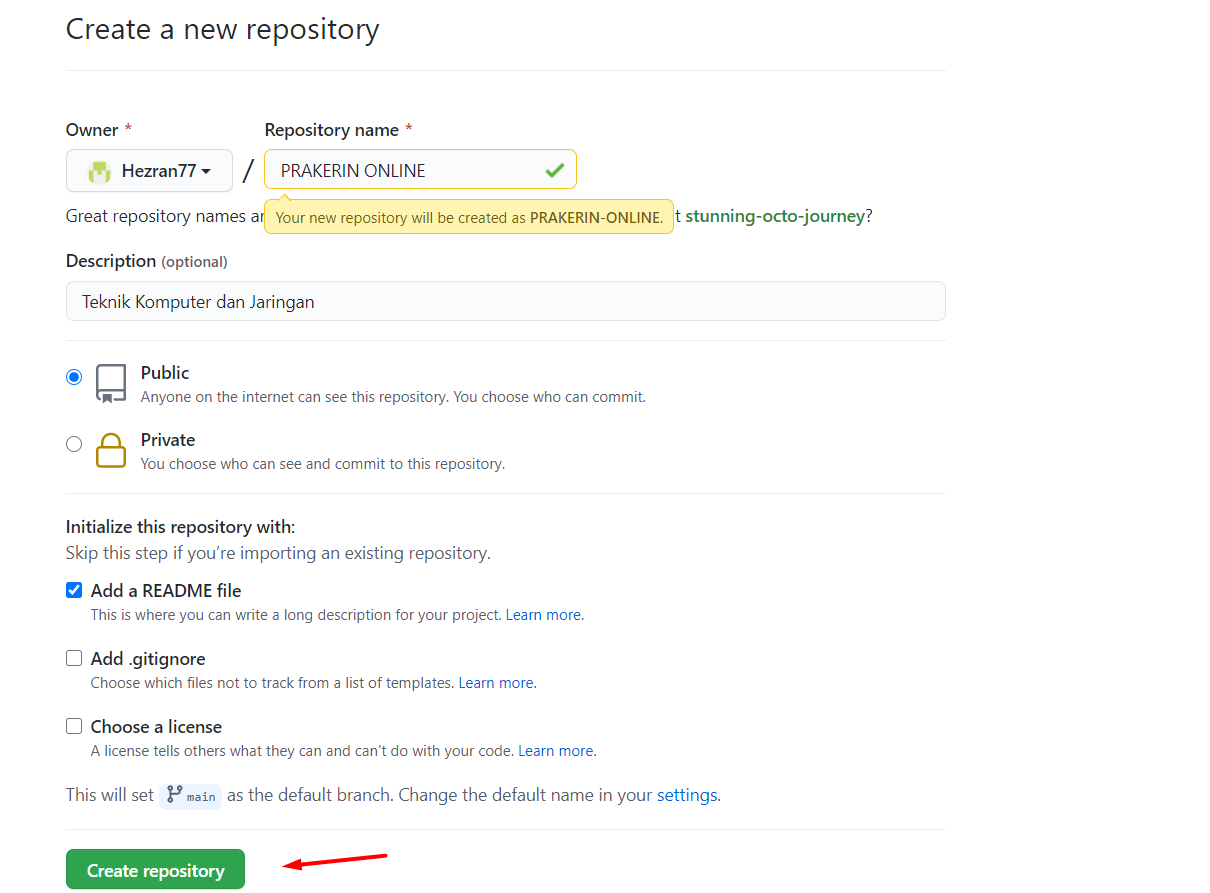 Create a new repository
Owner * Repository name *
Hezran77 / PRAKERIN ONLINE
Great repository names ar
Your new repository will be created as PRAKERIN-ONLINE.
t stunning-octo-journey?
Description (optional)
Teknik Komputer dan Jaringan
Public
Anyone on the internet can see this repository. You choose who can commit.
Private
You choose who can see and commit to this repository.
Initialize this repository with:
Skip this step if you’re importing an existing repository.
Add a README file
This is where you can write a long description for your project. Learn more.
Add .gitignore
Choose which files not to track from a list of templates. Learn more.
Choose a license
A license tells others what they can and can't do with your code. Learn more.
This will set main as the default branch. Change the default name in your settings.
Create repository